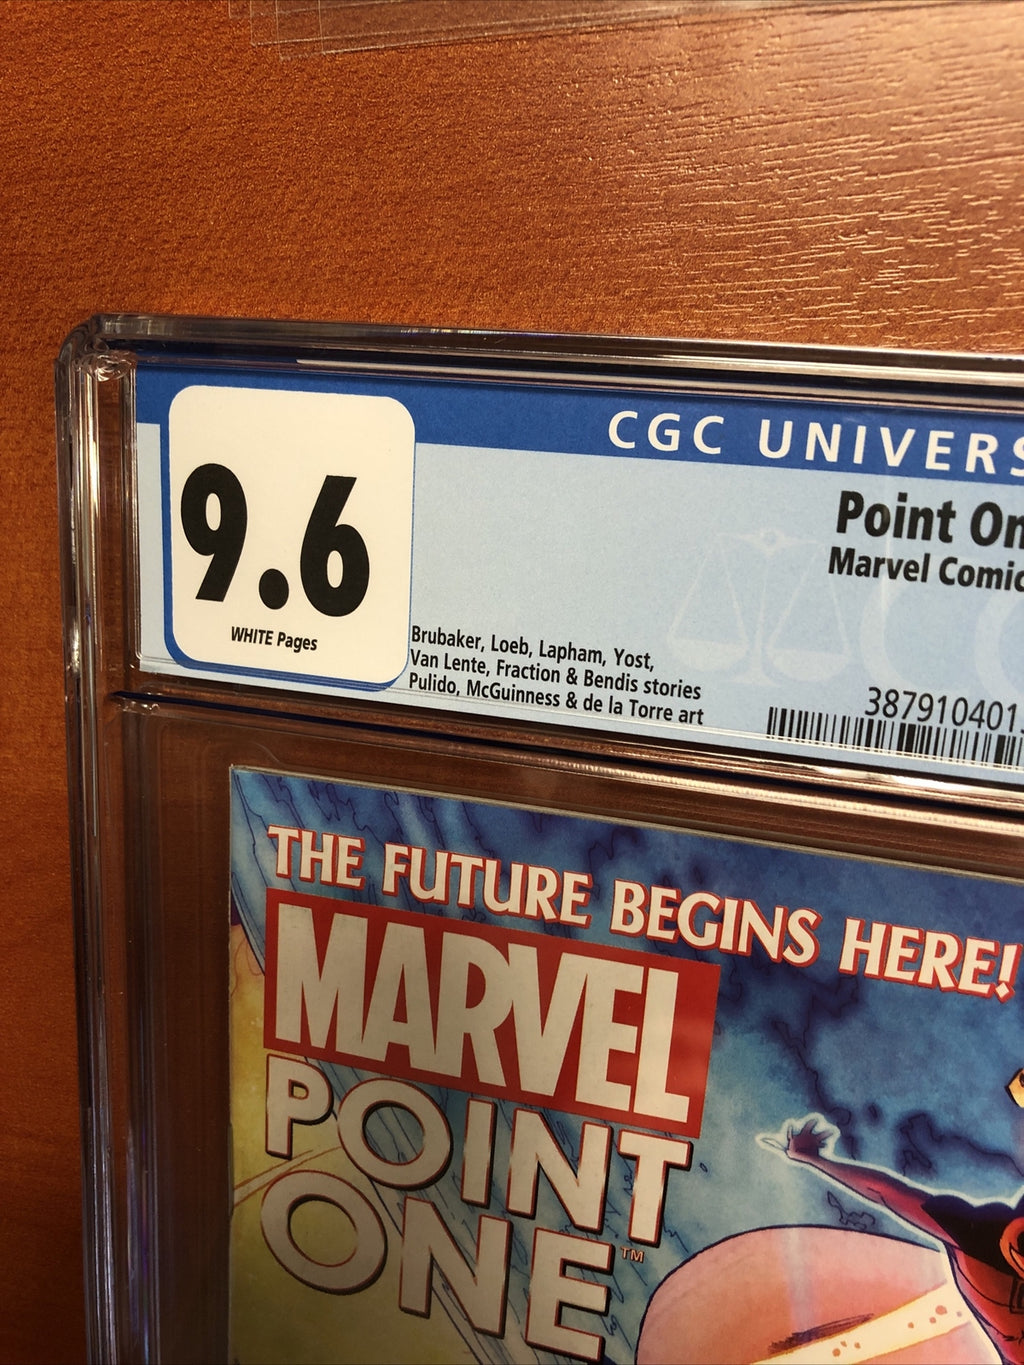 CGC UNIVERS
9.6
WHITE Pages
Point On
Marvel Comic
Brubaker, Loeb, Lapham, Yost,
Van Lente, Fraction & Bendis stories
Pulido, McGuinness & de la Torre art
387910401
THE FUTURE BEGINS HERE!
MARVEL
POINT
ONE™